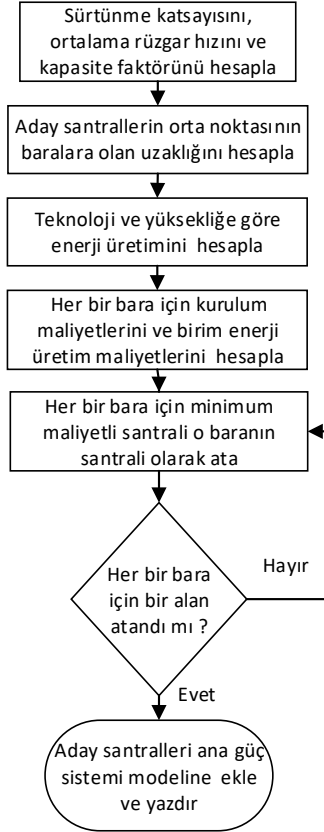 Sürtünme katsayısını,
ortalama rüzgar hızını ve
kapasite faktörünü hesapla
Aday santrallerin orta noktasının
baralara olan uzaklığını hesapla
Teknoloji ve yüksekliğe göre
enerji üretimini hesapla
Her bir bara için kurulum
maliyetlerini ve birim enerji
üretim maliyetlerini hesapla
Her bir bara için minimum
maliyetli santrali o baranın
santrali olarak ata
Her bir bara
için bir alan
atandı mı ?
Hayır
Evet
Aday santralleri ana güç
sistemi modeline ekle
ve yazdır